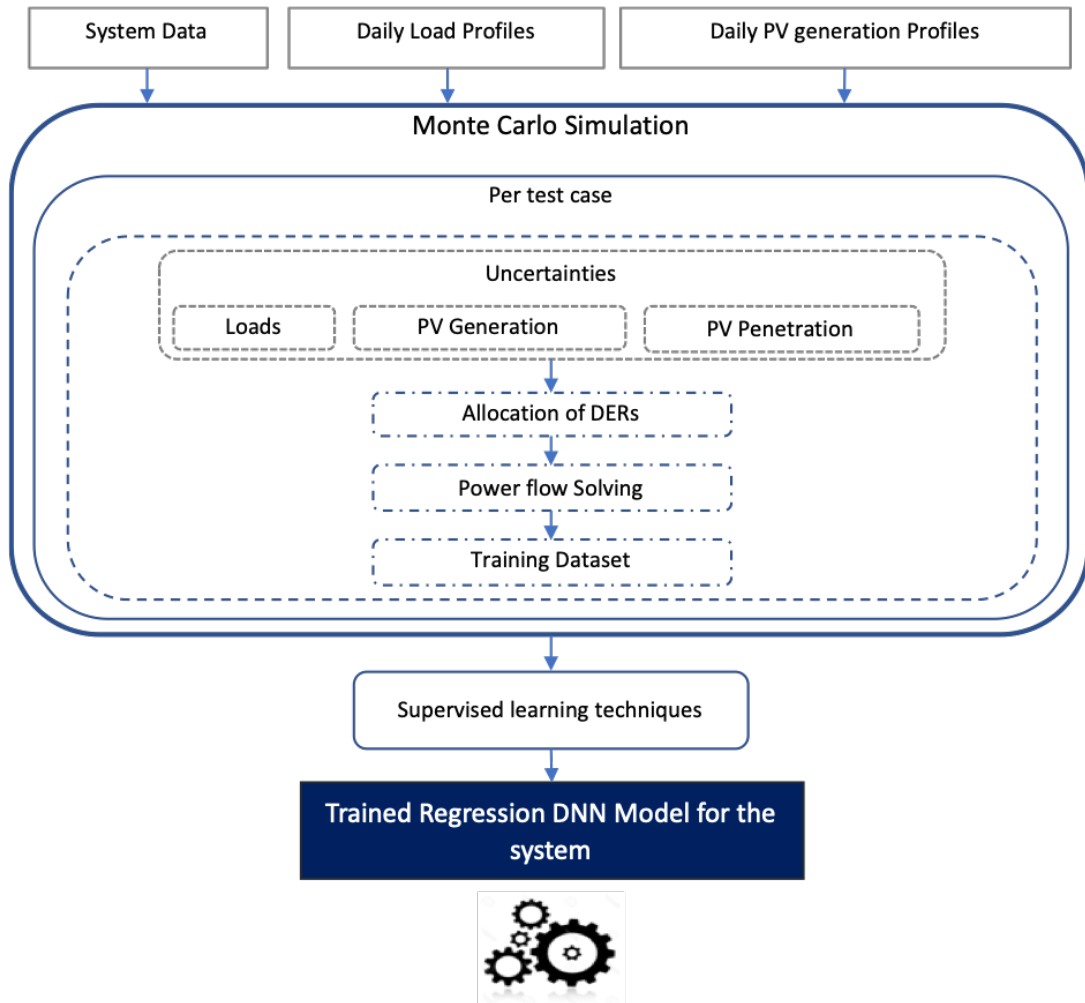 System Data
Daily Load Profiles
Daily PV generation Profiles
Monte Carlo Simulation
Per test case
Uncertainties
Loads
PV Generation
PV Penetration
Allocation of DERs
Power flow Solving
Training Dataset
Supervised learning techniques
Trained Regression DNN Model for the
system